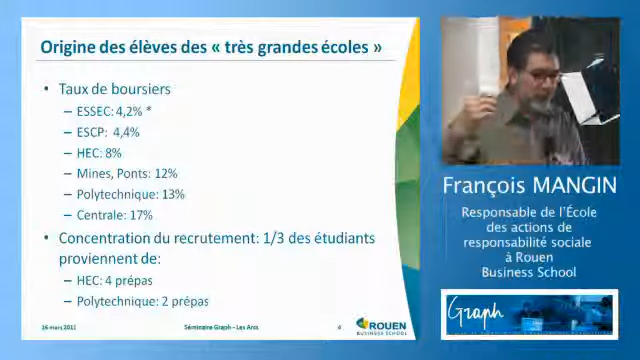 Origine des élèves des « très grandes écoles »
• Taux de boursiers
– ESSEC: 4,2% *
– ESCP: 4,4%
– HEC: 8%
– Mines, Ponts: 12%
– Polytechnique: 13%
– Centrale: 17%
• Concentration du recrutement: 1/3 des étudiants
proviennent de:
– HEC: 4 prépas
– Polytechnique: 2 prépas
Séminaire Graph - Les Arcs
ROUEN
BUSINESS SCHOOL
François MANGIN
Responsable de l'École
des actions de
responsabilité sociale
à Rouen
Business School
Graph